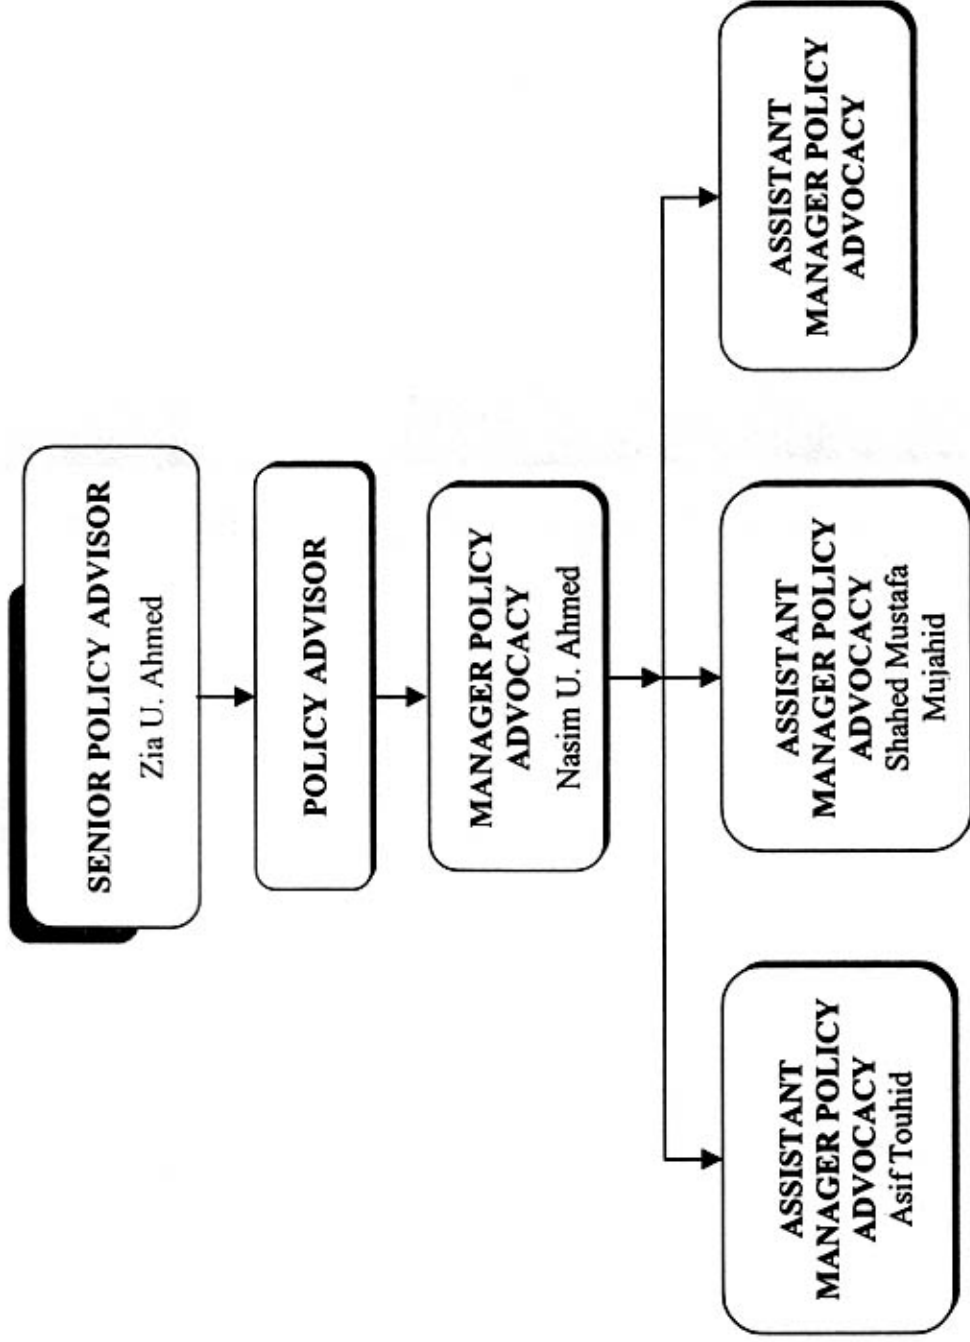 SENIOR POLICY ADVISOR
Zia U. Ahmed
POLICY ADVISOR
MANAGER POLICY
ADVOCACY
Nasim U. Ahmed
ASSISTANT
MANAGER POLICY
ADVOCACY
Asif Touhid
ASSISTANT
MANAGER POLICY
ADVOCACY
Shahed Mustafa
Mujahid
ASSISTANT
MANAGER POLICY
ADVOCACY